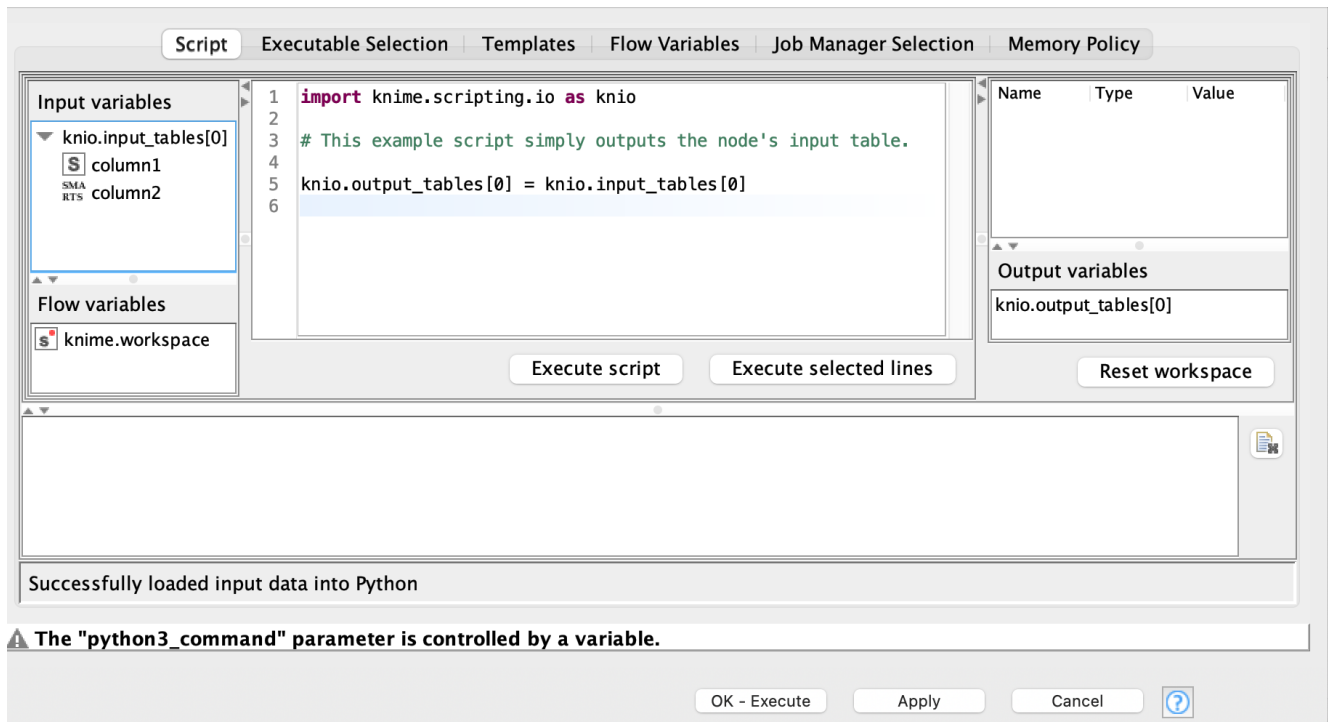 Script Executable Selection Templates Flow Variables Job Manager Selection Memory Policy
Input variables
knio.input_tables[0]
S column1
SMA RTS column2
Flow variables
s knime.workspace
1 import knime.scripting.io as knio
2
3 # This example script simply outputs the node's input table.
4
5 knio.output_tables[0] = knio.input_tables[0]
6
Execute script Execute selected lines
Name Type Value
Output variables
knio.output_tables[0]
Reset workspace
Successfully loaded input data into Python
The "python3_command" parameter is controlled by a variable.
OK - Execute Apply Cancel ?